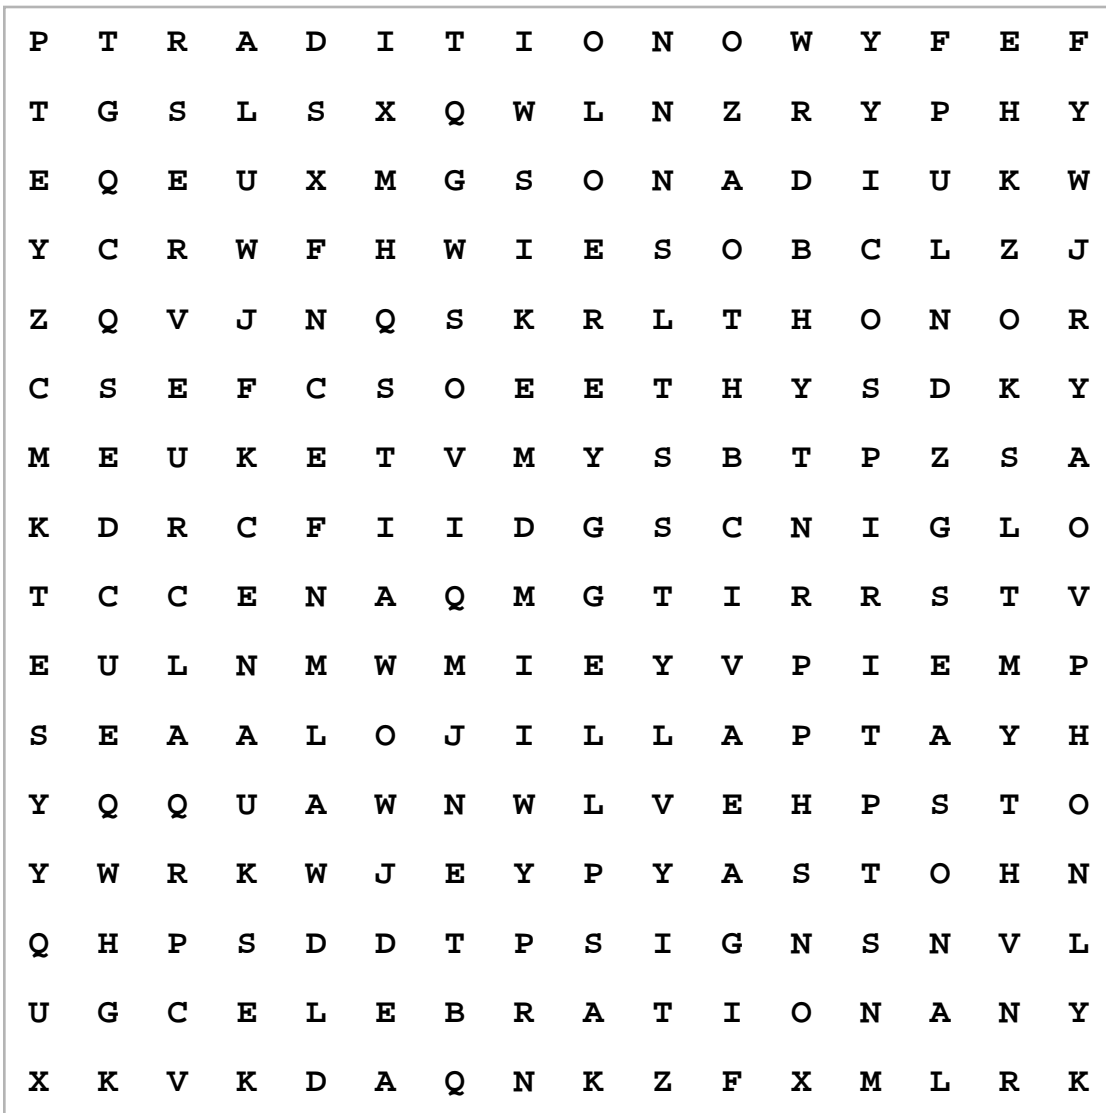 P T R A D I T I O N O W Y F E F
T G S L S X Q W L N Z R Y P H Y
E Q E U X M G S O N A D I U K W
Y C R W F H W I E S O B C L Z J
Z Q V J N Q S K R L T H O N O R
C S E F C S O E E T H Y S D K Y
M E U K E T V M Y S B T P Z S A
K D R C F I I D G S C N I G L O
T C C E N A Q M G T I R R S T V
E U L N M W M I E Y V P I E M P
S E A A L O J I L L A P T A Y H
Y Q Q U A W N W L V E H P S T O
Y W R K W J E Y P Y A S T O H N
Q H P S D D T P S I G N S N V L
U G C E L E B R A T I O N A N Y
X K V K D A Q N K Z F X M L R K